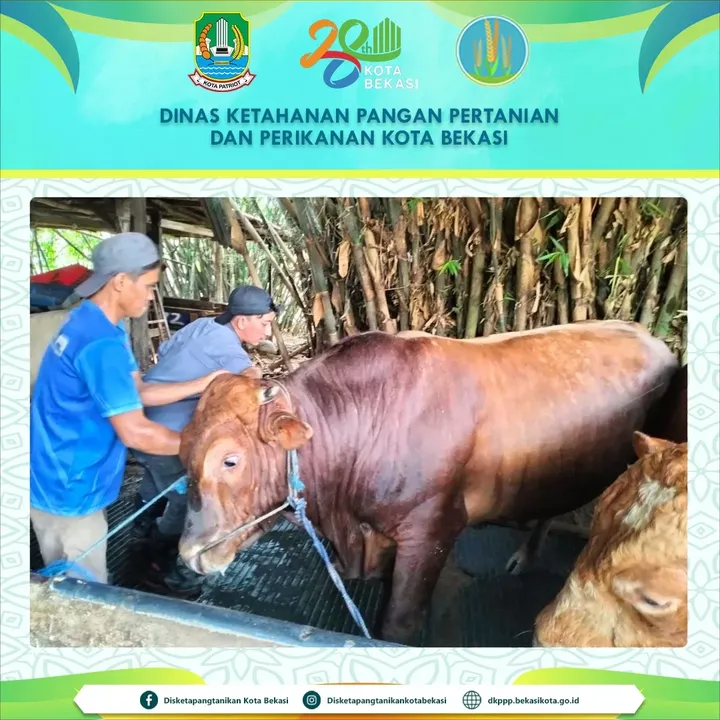 KOTA PATRIOT
28th
KOTA
BEKASI
DINAS KETAHANAN PANGAN PERTANIAN
DAN PERIKANAN KOTA BEKASI
Disketapangtanikan Kota Bekasi
Disketapangtanikankotabekasi
dkppp.bekasikota.go.id